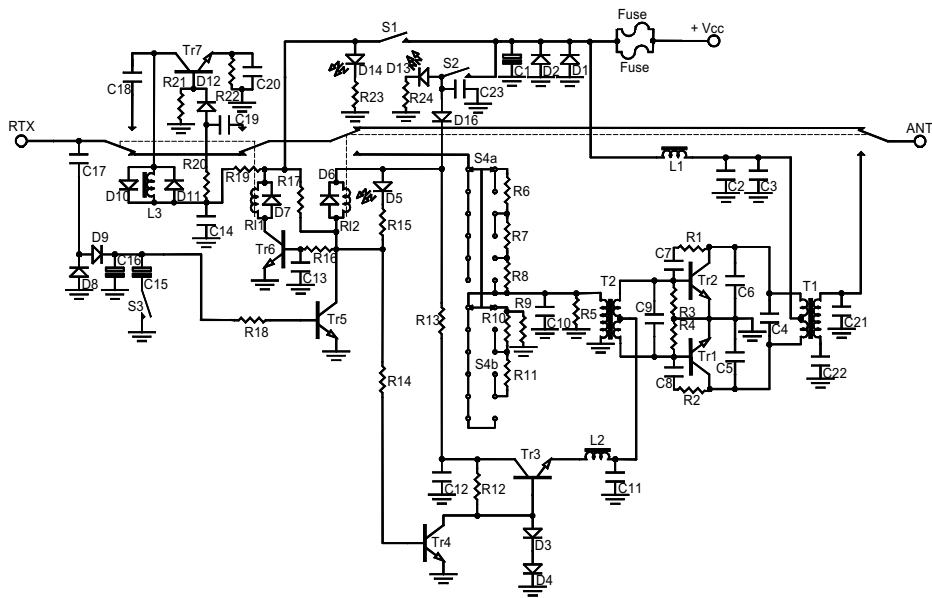 Fuse
S1
+ Vcc
Tr7
S2
Fuse
D14
D13
C1
D2
D1
C18
R21
D12
R22
C20
R23
R24
C23
C19
D16
RTX
ANT
C17
R20
R19
R17
D6
S4a
L1
D10
D11
L3
D7
D5
R6
C2
C3
C14
Rl1
Rl2
R15
R7
D9
Tr6
R16
C7
R1
C16
C13
R8
T2
Tr2
C6
D8
C15
R9
T1
S3
R13
R10
C10
R5
C9
R3
R4
C4
C21
R18
Tr5
Tr1
S4b
C5
C22
R14
R11
C8
R2
Tr3
L2
C12
R12
C11
Tr4
D3
D4